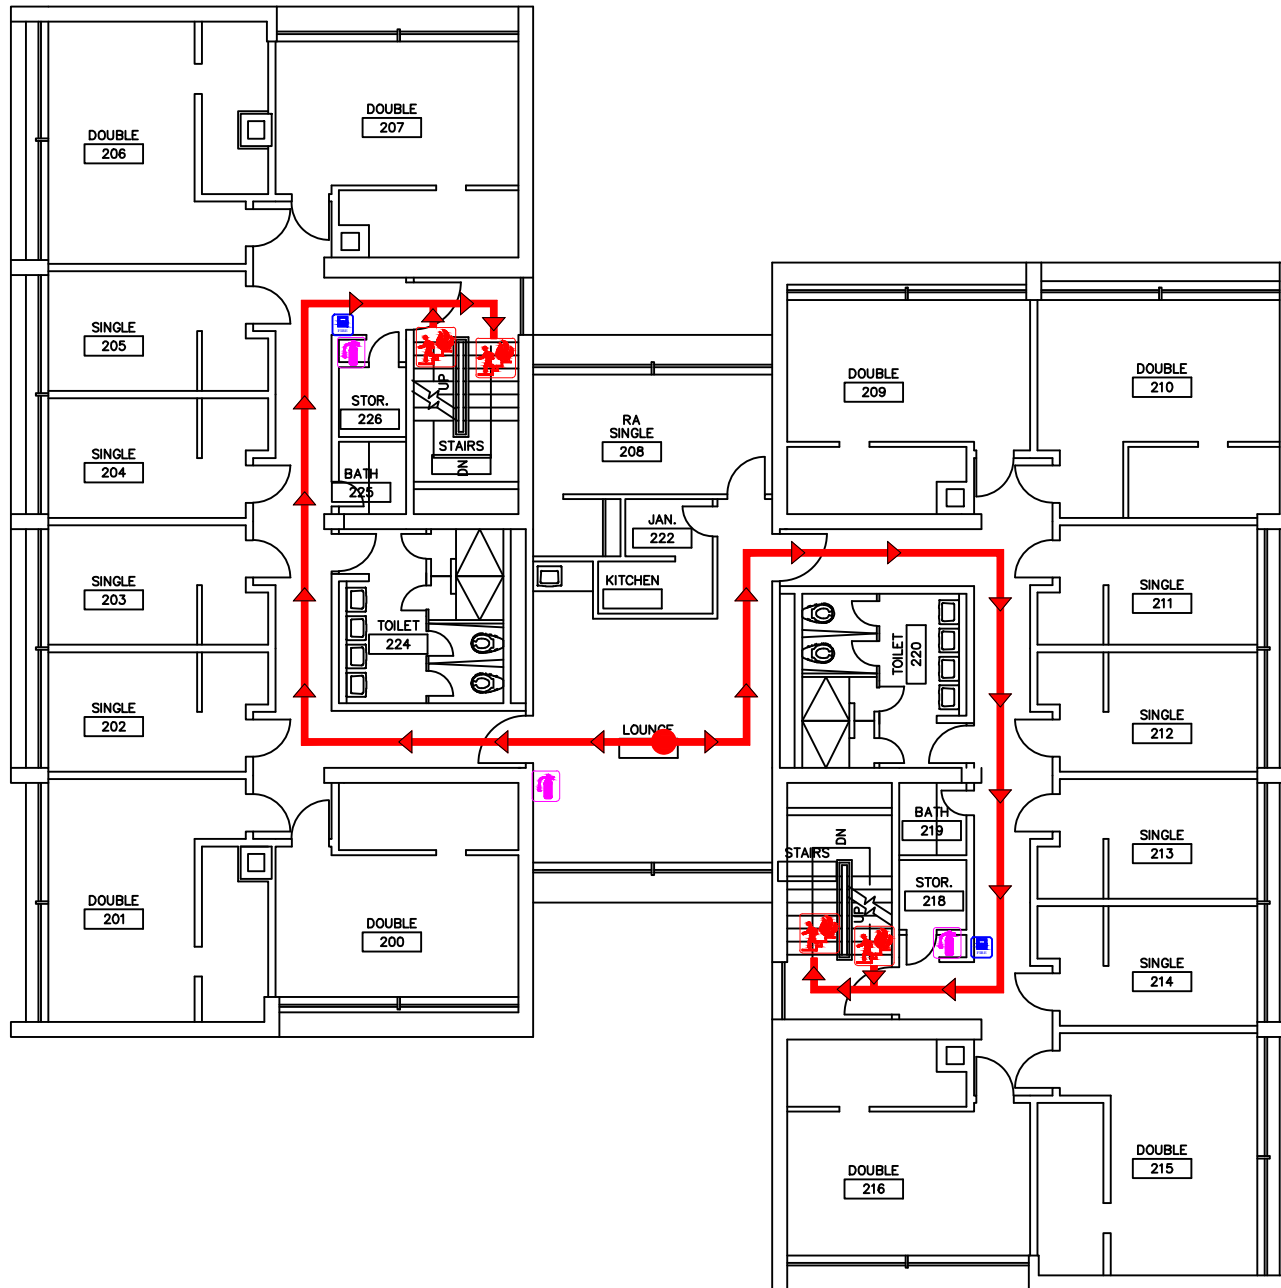 DOUBLE
206
DOUBLE
207
SINGLE
205
SINGLE
204
STOR.
226
UP
STAIRS
DN
BATH
225
SINGLE
203
SINGLE
202
TOILET
224
DOUBLE
201
DOUBLE
200
RA
SINGLE
208
JAN.
222
KITCHEN
LOUNGE
DOUBLE
209
DOUBLE
210
SINGLE
211
SINGLE
212
TOILET
220
SINGLE
213
SINGLE
214
BATH
219
STAIRS
DN
UP
STOR.
218
DOUBLE
216
DOUBLE
215